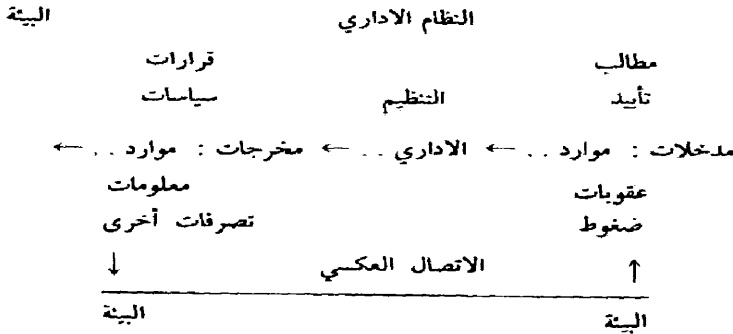 النظام الاداري البيئة
مطالب قرارات
تأييد التنظيم سياسات
مدخلات : موارد . . ← الاداري . . ← مخرجات : موارد . . ←
عقوبات معلومات
ضغوط تصرفات أخرى
↑ الاتصال العكسي ↓
البيئة البيئة